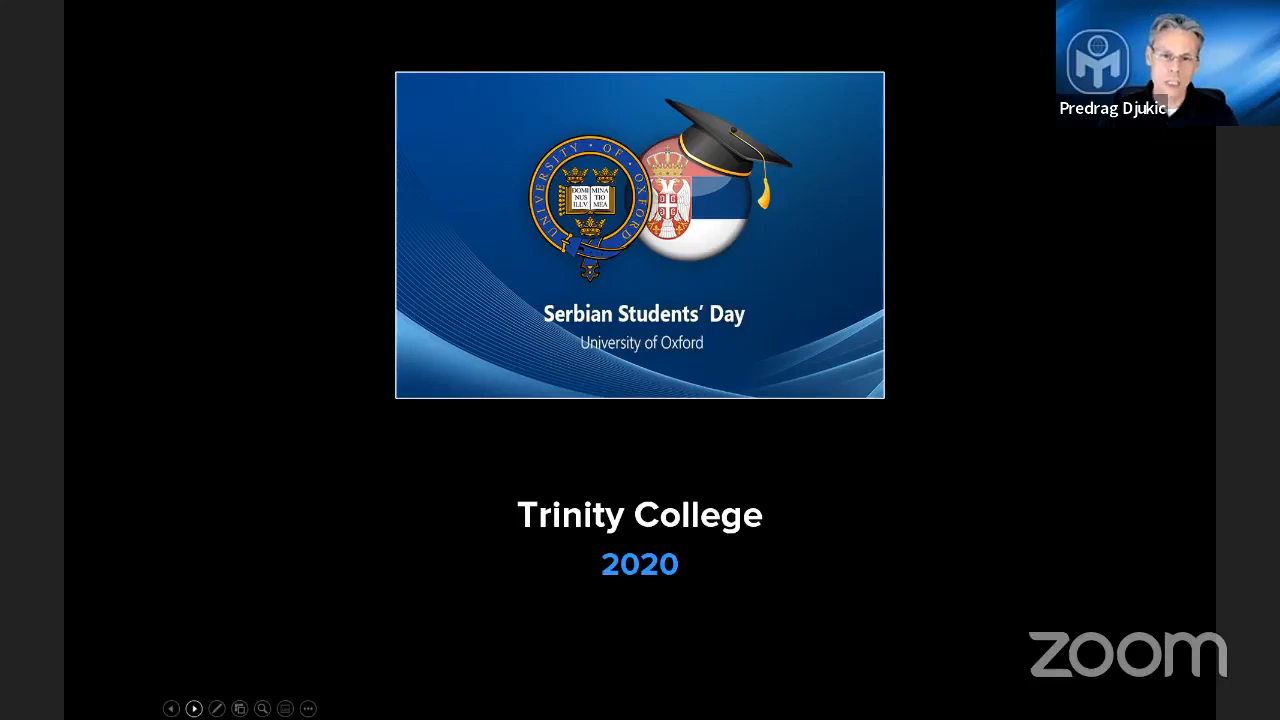 Predrag Djukic
UNIVERSITY · OF · OXFORD
DOMI MINA
NUS TIO
ILLV MEA
Serbian Students' Day
University of Oxford
Trinity College
2020
zoom